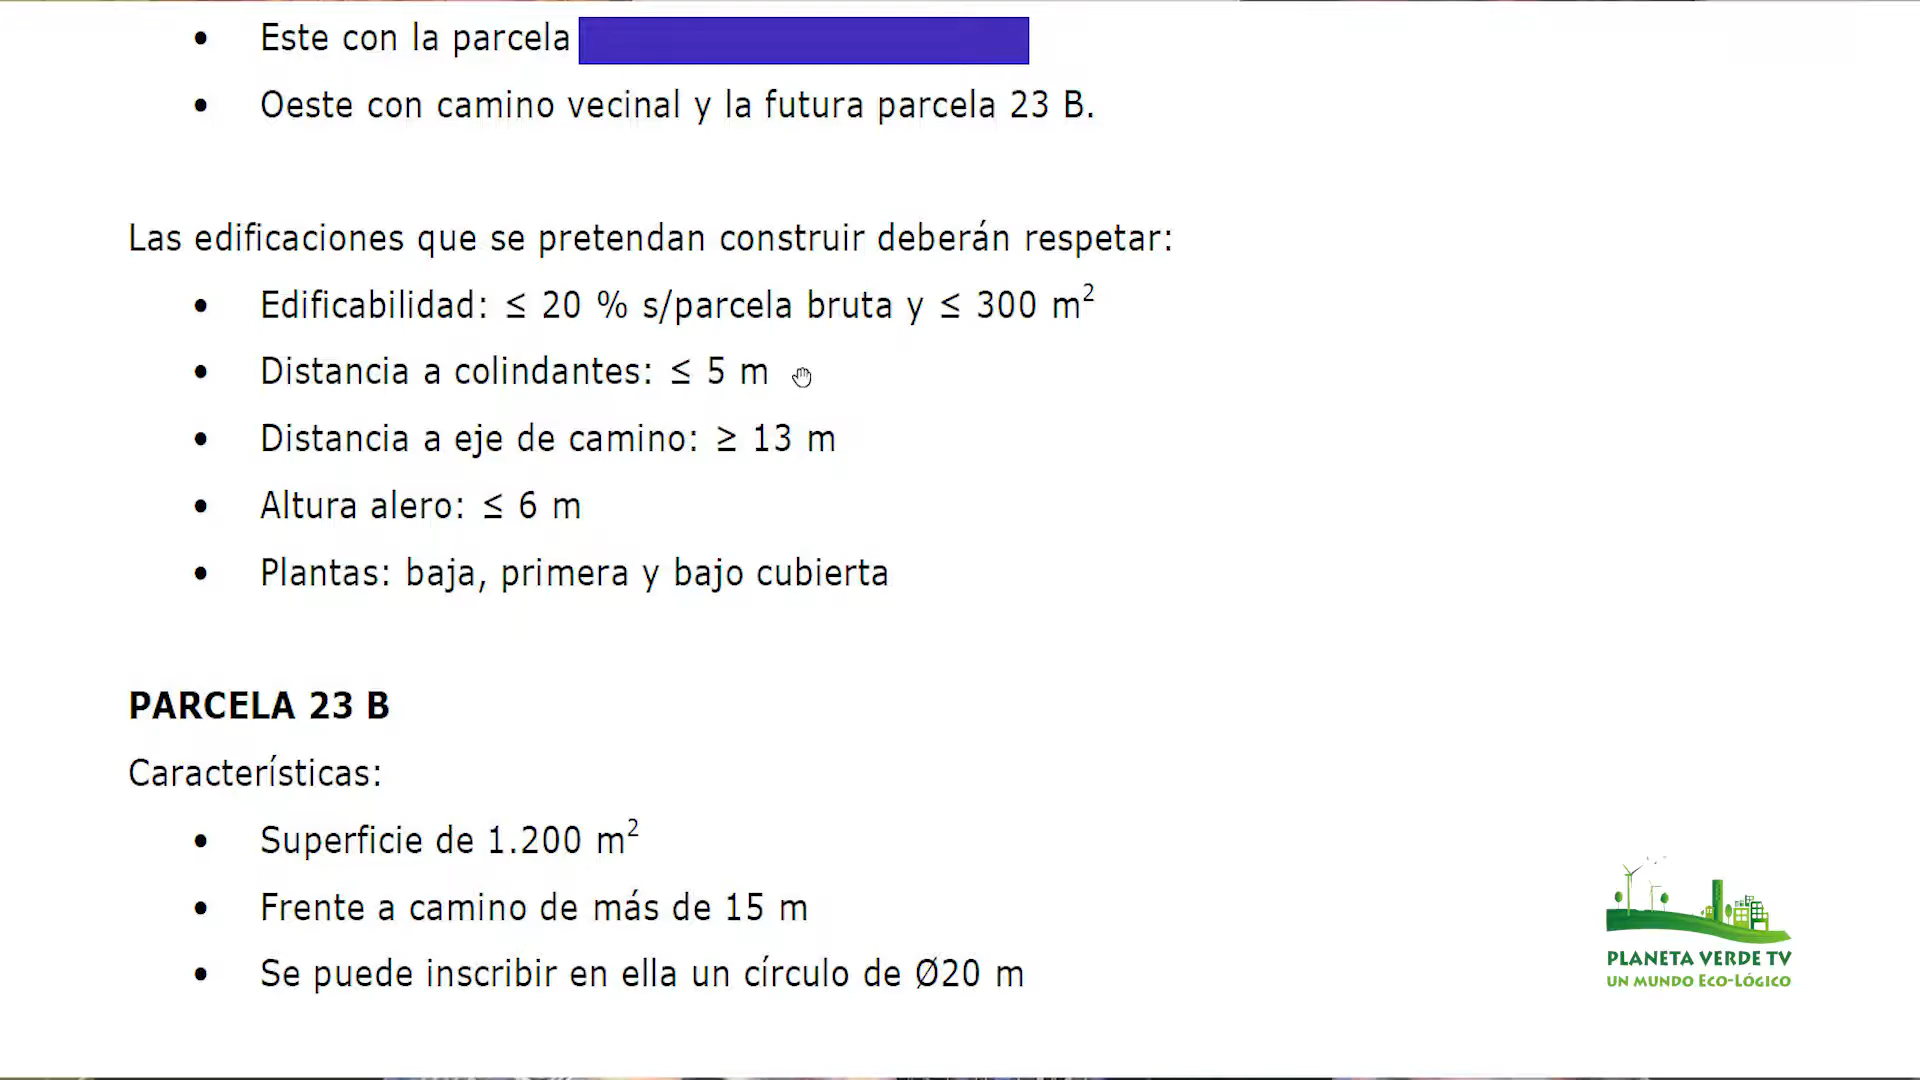 • Este con la parcela
• Oeste con camino vecinal y la futura parcela 23 B.
Las edificaciones que se pretendan construir deberán respetar:
• Edificabilidad: ≤ 20 % s/parcela bruta y ≤ 300 m²
• Distancia a colindantes: ≤ 5 m
• Distancia a eje de camino: ≥ 13 m
• Altura alero: ≤ 6 m
• Plantas: baja, primera y bajo cubierta
PARCELA 23 B
Características:
• Superficie de 1.200 m²
• Frente a camino de más de 15 m
• Se puede inscribir en ella un círculo de Ø20 m
PLANETA VERDE TV
UN MUNDO ECO-LÓGICO